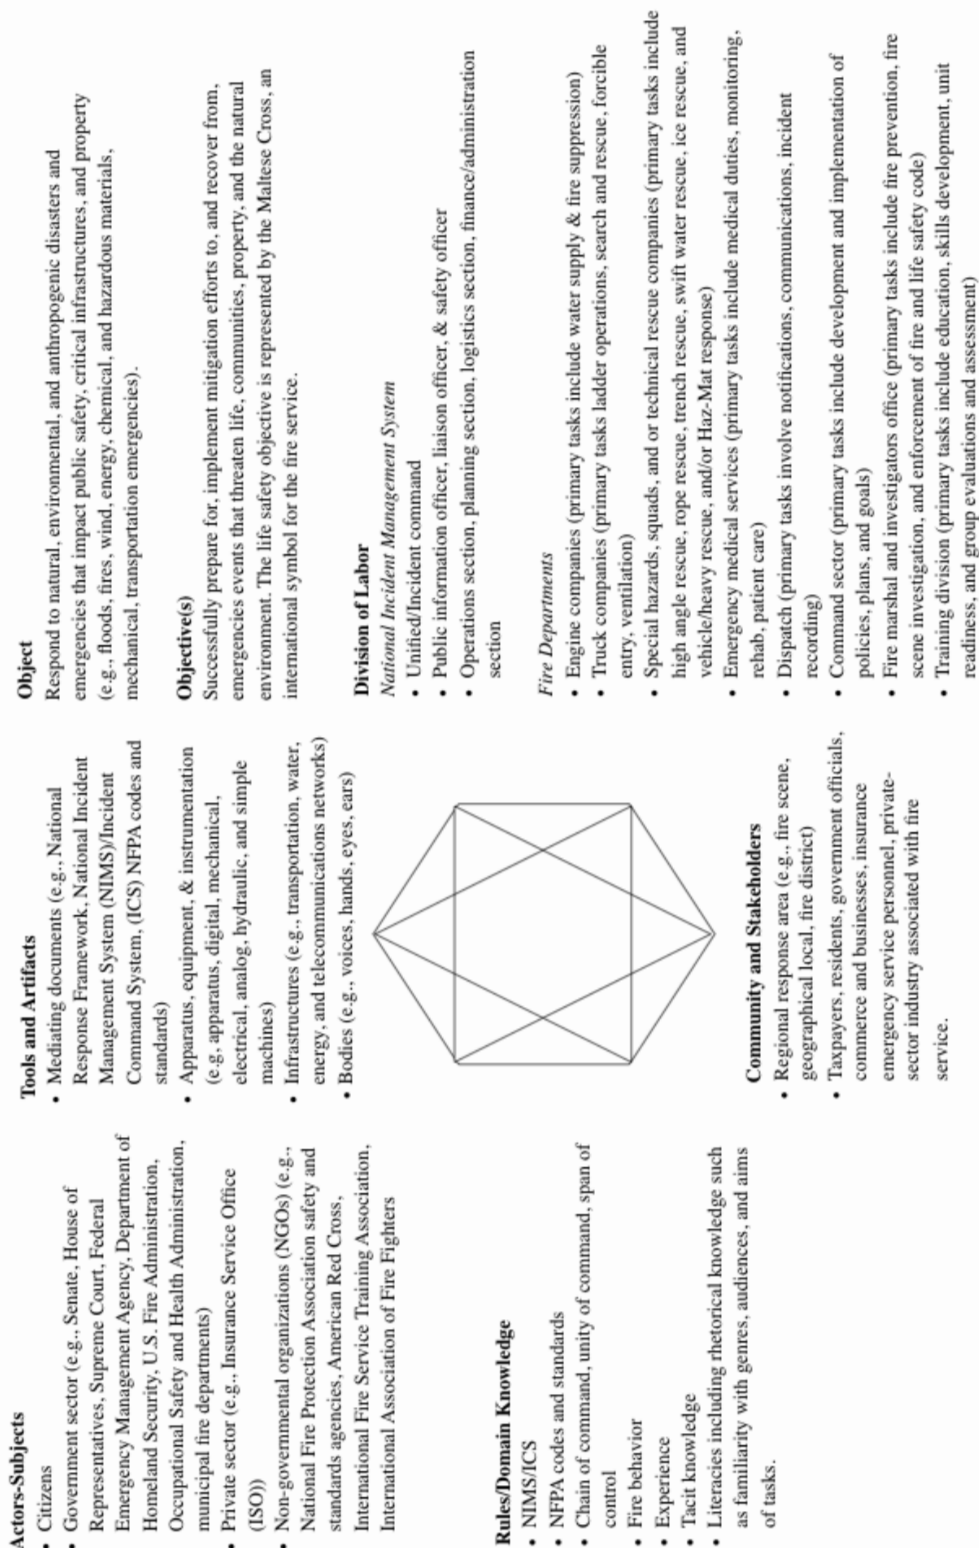 Actors-Subjects
• Citizens
• Government sector (e.g., Senate, House of
Representatives, Supreme Court, Federal
Emergency Management Agency, Department of
Homeland Security, U.S. Fire Administration,
Occupational Safety and Health Administration,
municipal fire departments)
• Private sector (e.g., Insurance Service Office
(ISO))
• Non-governmental organizations (NGOs) (e.g.,
National Fire Protection Association safety and
standards agencies, American Red Cross,
International Fire Service Training Association,
International Association of Fire Fighters
Rules/Domain Knowledge
• NIMS/ICS
• NFPA codes and standards
• Chain of command, unity of command, span of
control
• Fire behavior
• Experience
• Tacit knowledge
• Literacies including rhetorical knowledge such
as familiarity with genres, audiences, and aims
of tasks.
Tools and Artifacts
• Mediating documents (e.g., National
Response Framework, National Incident
Management System (NIMS)/Incident
Command System, (ICS) NFPA codes and
standards)
• Apparatus, equipment, & instrumentation
(e.g, apparatus, digital, mechanical,
electrical, analog, hydraulic, and simple
machines)
• Infrastructures (e.g., transportation, water,
energy, and telecommunications networks)
• Bodies (e.g., voices, hands, eyes, ears)
Community and Stakeholders
• Regional response area (e.g., fire scene,
geographical local, fire district)
• Taxpayers, residents, government officials,
commerce and businesses, insurance
emergency service personnel, private-
sector industry associated with fire
service.
Object
Respond to natural, environmental, and anthropogenic disasters and
emergencies that impact public safety, critical infrastructures, and property
(e.g., floods, fires, wind, energy, chemical, and hazardous materials,
mechanical, transportation emergencies).
Objective(s)
Successfully prepare for, implement mitigation efforts to, and recover from,
emergencies events that threaten life, communities, property, and the natural
environment. The life safety objective is represented by the Maltese Cross, an
international symbol for the fire service.
Division of Labor
National Incident Management System
• Unified/Incident command
• Public information officer, liaison officer, & safety officer
• Operations section, planning section, logistics section, finance/administration
section
Fire Departments
• Engine companies (primary tasks include water supply & fire suppression)
• Truck companies (primary tasks ladder operations, search and rescue, forcible
entry, ventilation)
• Special hazards, squads, and or technical rescue companies (primary tasks include
high angle rescue, rope rescue, trench rescue, swift water rescue, ice rescue, and
vehicle/heavy rescue, and/or Haz-Mat response)
• Emergency medical services (primary tasks include medical duties, monitoring,
rehab, patient care)
• Dispatch (primary tasks involve notifications, communications, incident
recording)
• Command sector (primary tasks include development and implementation of
policies, plans, and goals)
• Fire marshal and investigators office (primary tasks include fire prevention, fire
scene investigation, and enforcement of fire and life safety code)
• Training division (primary tasks include education, skills development, unit
readiness, and group evaluations and assessment)